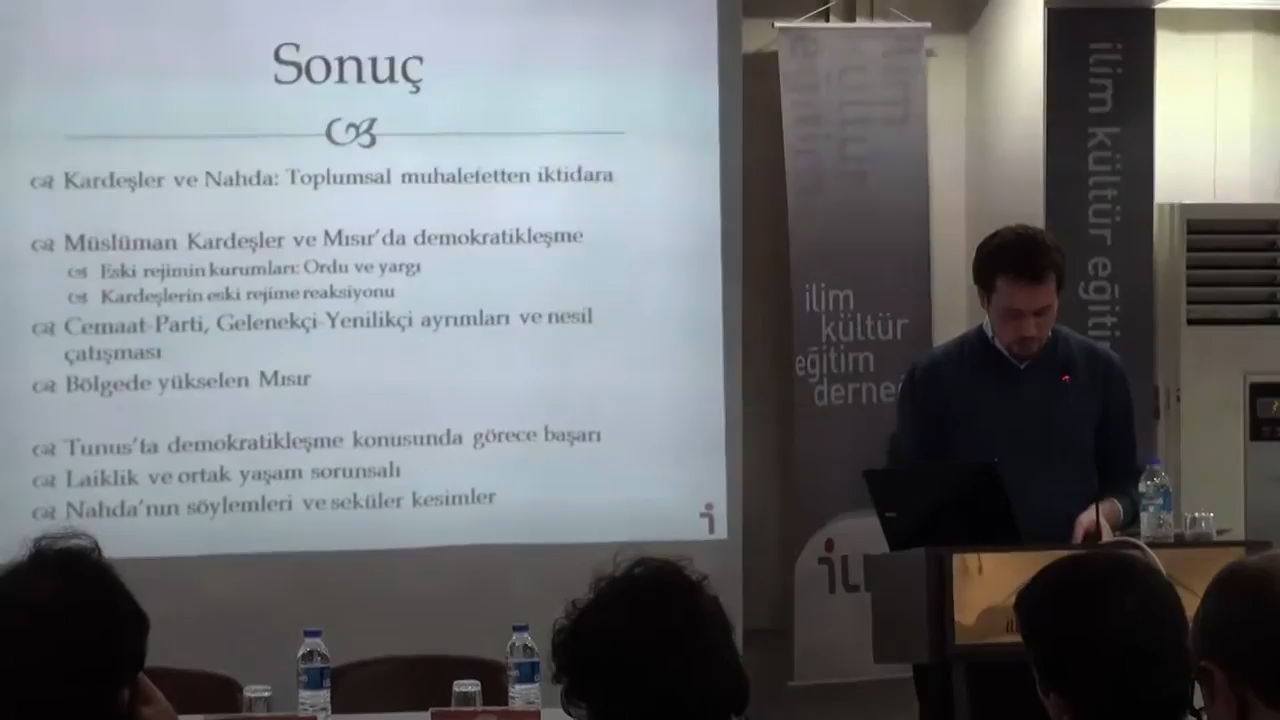 Sonuç
Kardeşler ve Nahda: Toplumsal muhalefetten iktidara
Müslüman Kardeşler ve Mısır'da demokratikleşme
Eski rejimin kurumları: Ordu ve yargı
Kardeşlerin eski rejime reaksiyonu
Cemaat-Parti, Gelenekçi-Yenilikçi ayrımları ve nesil
çatışması
Bölgede yükselen Mısır
Tunus'ta demokratikleşme konusunda görece başarı
Laiklik ve ortak yaşam sorunsalı
Nahda'nın söylemleri ve seküler kesimler
ilim
kültür
eğitim
derne
ilim kültür eğiti